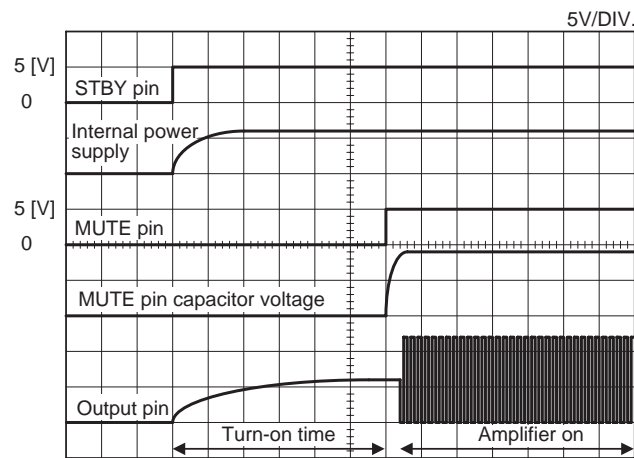 5V/DIV.
5 [V]
STBY pin
0
Internal power
supply
5 [V]
MUTE pin
0
MUTE pin capacitor voltage
Output pin
Turn-on time
Amplifier on